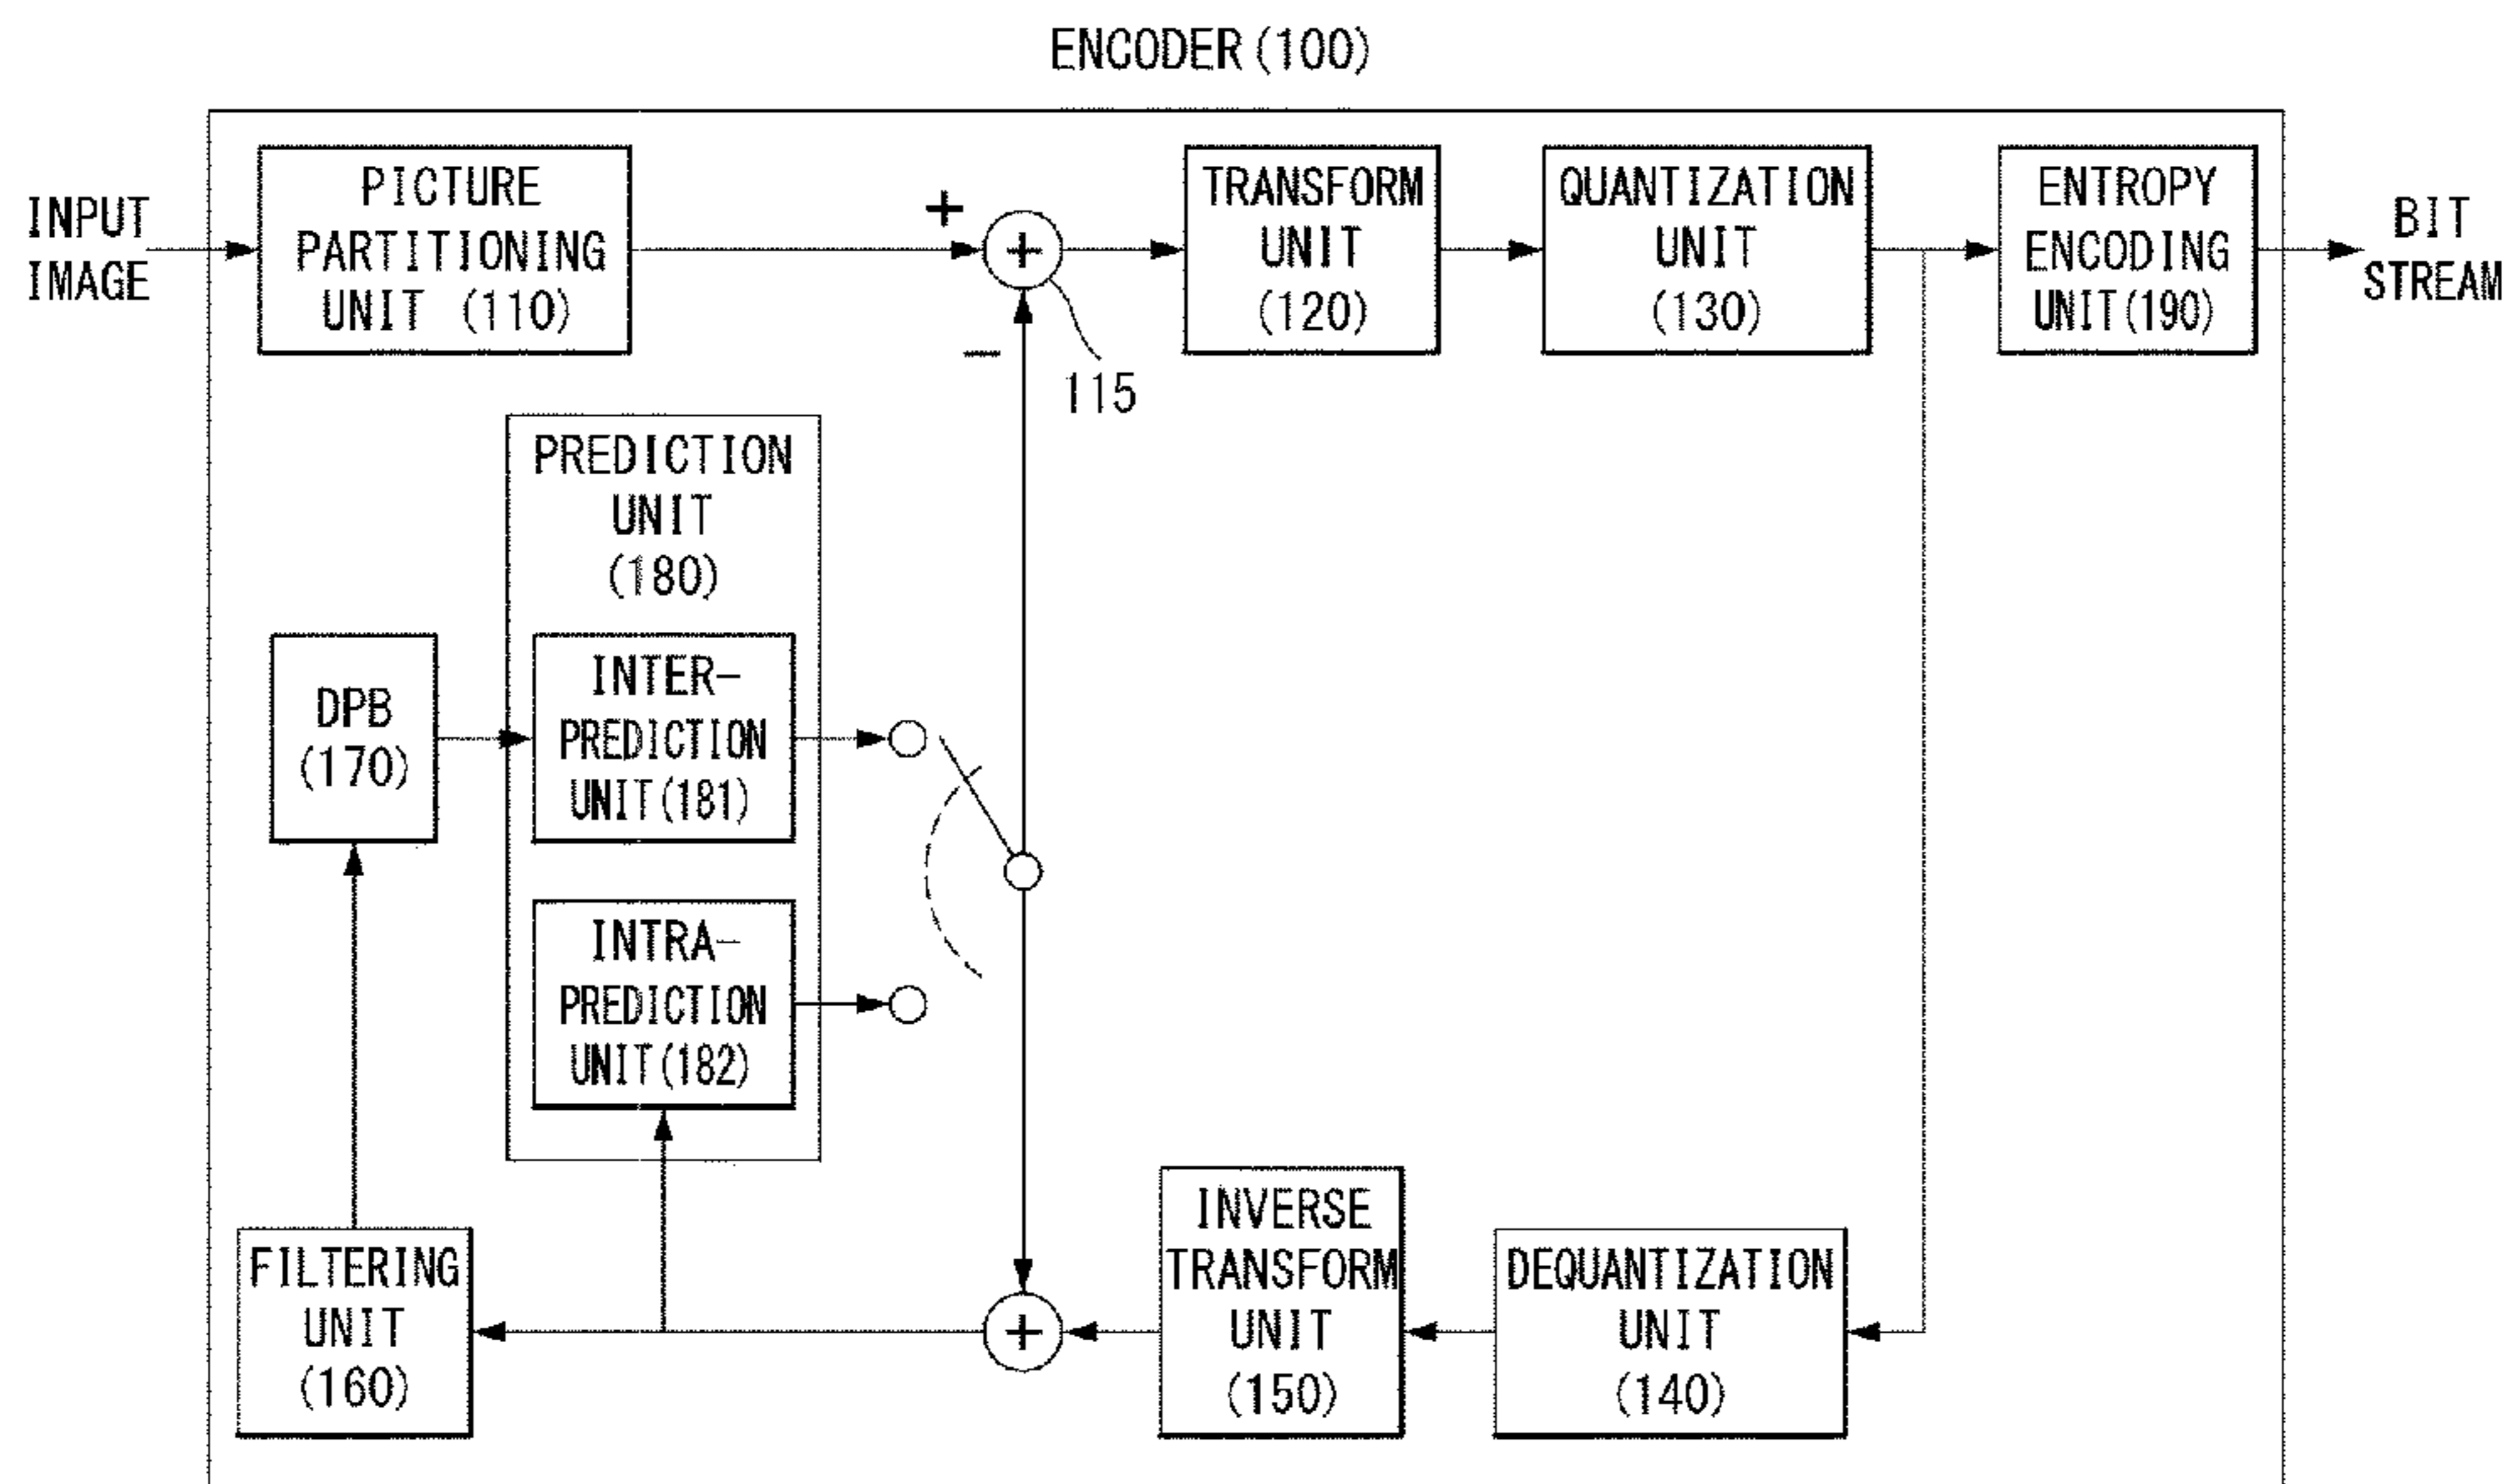 ENCODER(100)
INPUT
IMAGE
PICTURE
PARTITIONING
UNIT (110)
+
+
−
115
TRANSFORM
UNIT
(120)
QUANTIZATION
UNIT
(130)
ENTROPY
ENCODING
UNIT(190)
BIT
STREAM
PREDICTION
UNIT
(180)
DPB
(170)
INTER-
PREDICTION
UNIT(181)
INTRA-
PREDICTION
UNIT(182)
FILTERING
UNIT
(160)
+
INVERSE
TRANSFORM
UNIT
(150)
DEQUANTIZATION
UNIT
(140)